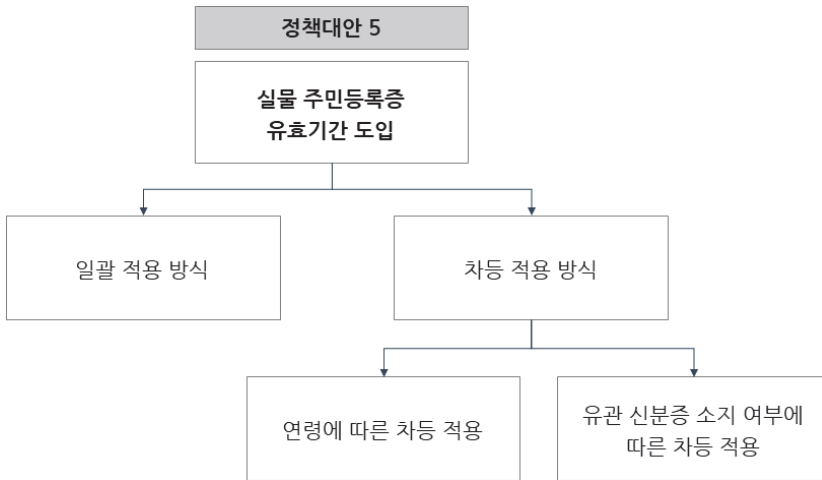 정책대안 5
실물 주민등록증
유효기간 도입
일괄 적용 방식
차등 적용 방식
연령에 따른 차등 적용
유관 신분증 소지 여부에
따른 차등 적용